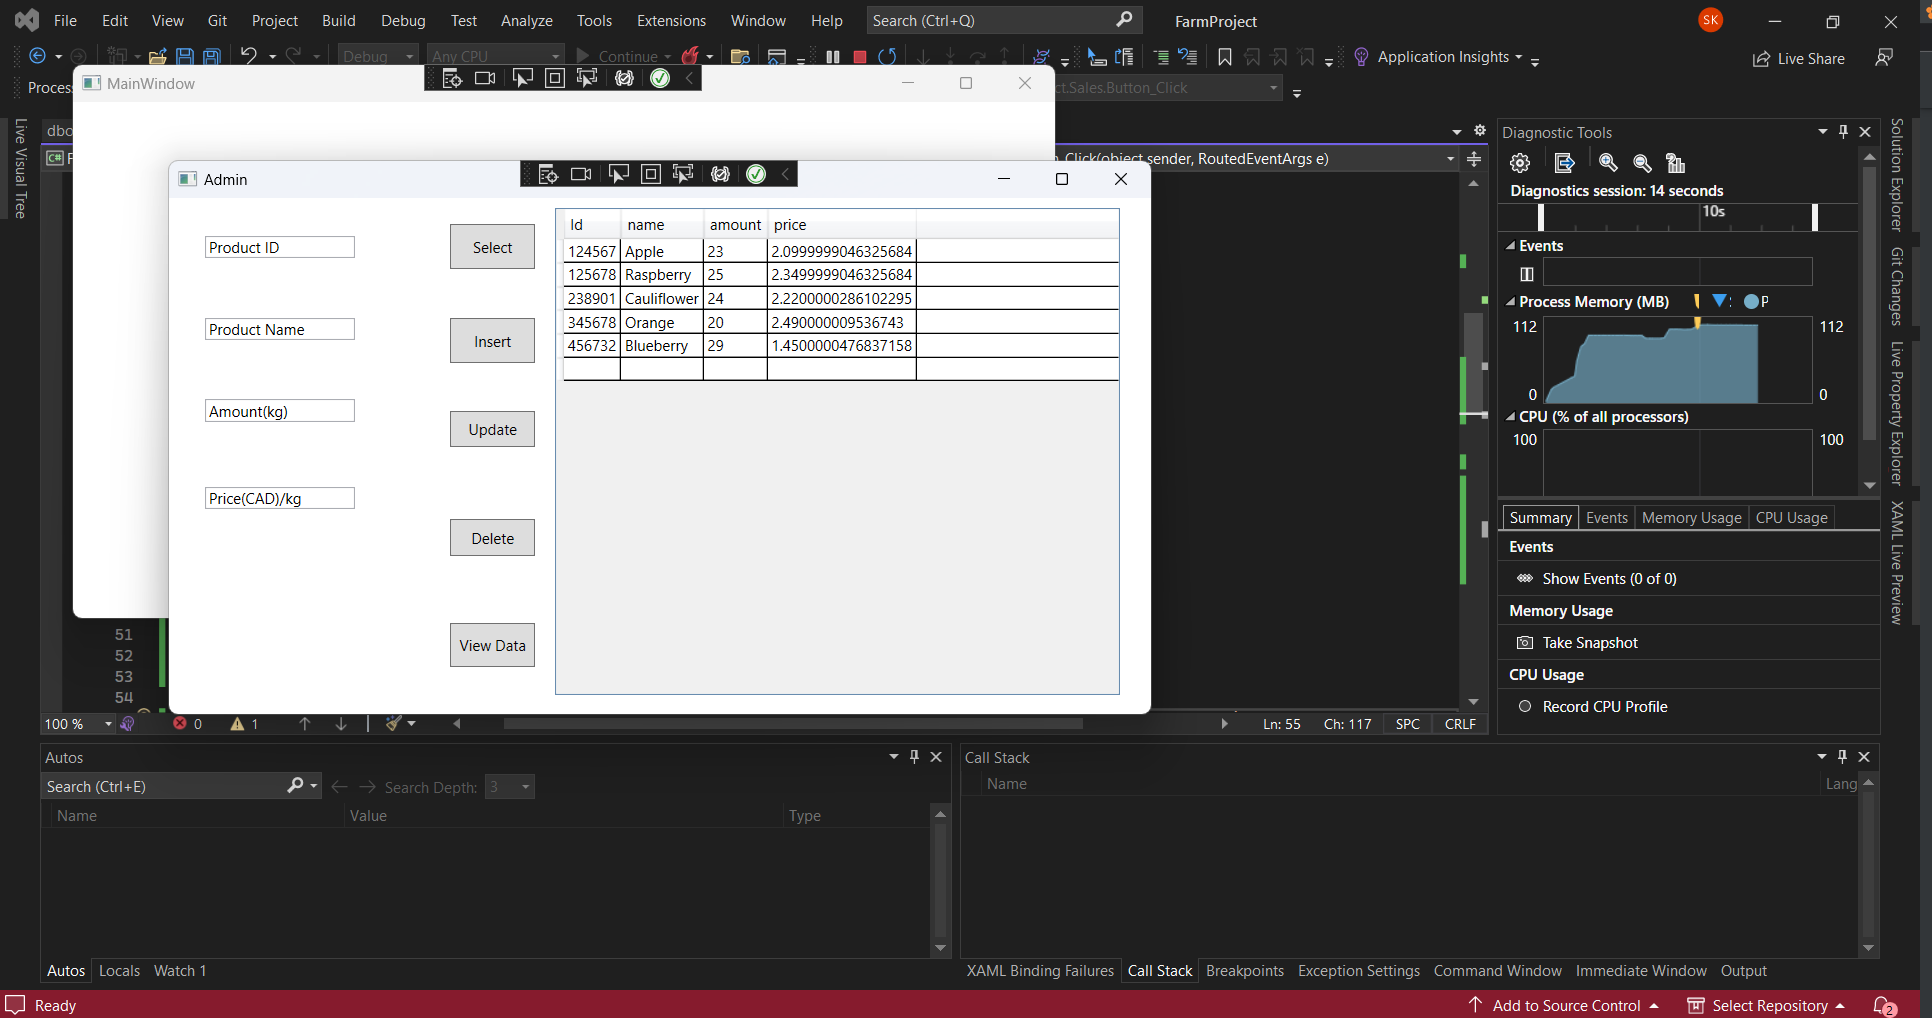 File Edit View Git Project Build Debug Test Analyze Tools Extensions Window Help Search (Ctrl+Q) FarmProject SK
Debug Any CPU Continue Application Insights Live Share
Process
ct.Sales.Button_Click
MainWindow
dbo
Click(object sender, RoutedEventArgs e)
C#
Live Visual Tree
Admin
Product ID
Product Name
Amount(kg)
Price(CAD)/kg
Select
Insert
Update
Delete
View Data
Id name amount price
124567 Apple 23 2.0999999046325684
125678 Raspberry 25 2.3499999046325684
238901 Cauliflower 24 2.2200000286102295
345678 Orange 20 2.490000009536743
456732 Blueberry 29 1.4500000476837158
51
52
53
54
100 % 0 1 Ln: 55 Ch: 117 SPC CRLF
Diagnostic Tools
Diagnostics session: 14 seconds
10s
Events
Process Memory (MB) P
112 112
0 0
CPU (% of all processors)
100 100
Summary Events Memory Usage CPU Usage
Events
Show Events (0 of 0)
Memory Usage
Take Snapshot
CPU Usage
Record CPU Profile
Solution Explorer
Git Changes
Live Property Explorer
XAML Live Preview
Autos
Search (Ctrl+E) Search Depth: 3
Name Value Type
Autos Locals Watch 1
Call Stack
Name Lang
XAML Binding Failures Call Stack Breakpoints Exception Settings Command Window Immediate Window Output
Ready Add to Source Control Select Repository 2